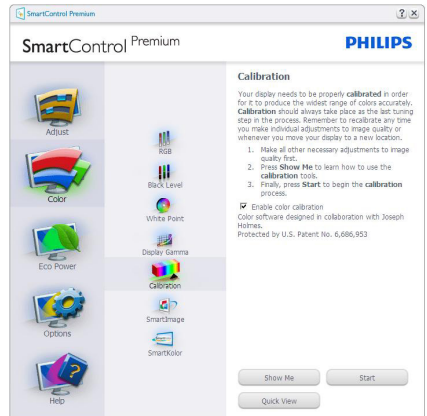 SmartControl Premium
? ×
SmartControl Premium
PHILIPS
Adjust
Color
Eco Power
Options
Help
RGB
Black Level
White Point
Display Gamma
Calibration
SmartImage
SmartKolor
Calibration
Your display needs to be properly calibrated in order
for it to produce the widest range of colors accurately.
Calibration should always take place as the last tuning
step in the process. Remember to recalibrate any time
you make individual adjustments to image quality or
whenever you move your display to a new location.
1. Make all other necessary adjustments to image
quality first.
2. Press Show Me to learn how to use the
calibration tools.
3. Finally, press Start to begin the calibration
process.
Enable color calibration
Color software designed in collaboration with Joseph
Holmes.
Protected by U.S. Patent No. 6,686,953
Show Me
Start
Quick View